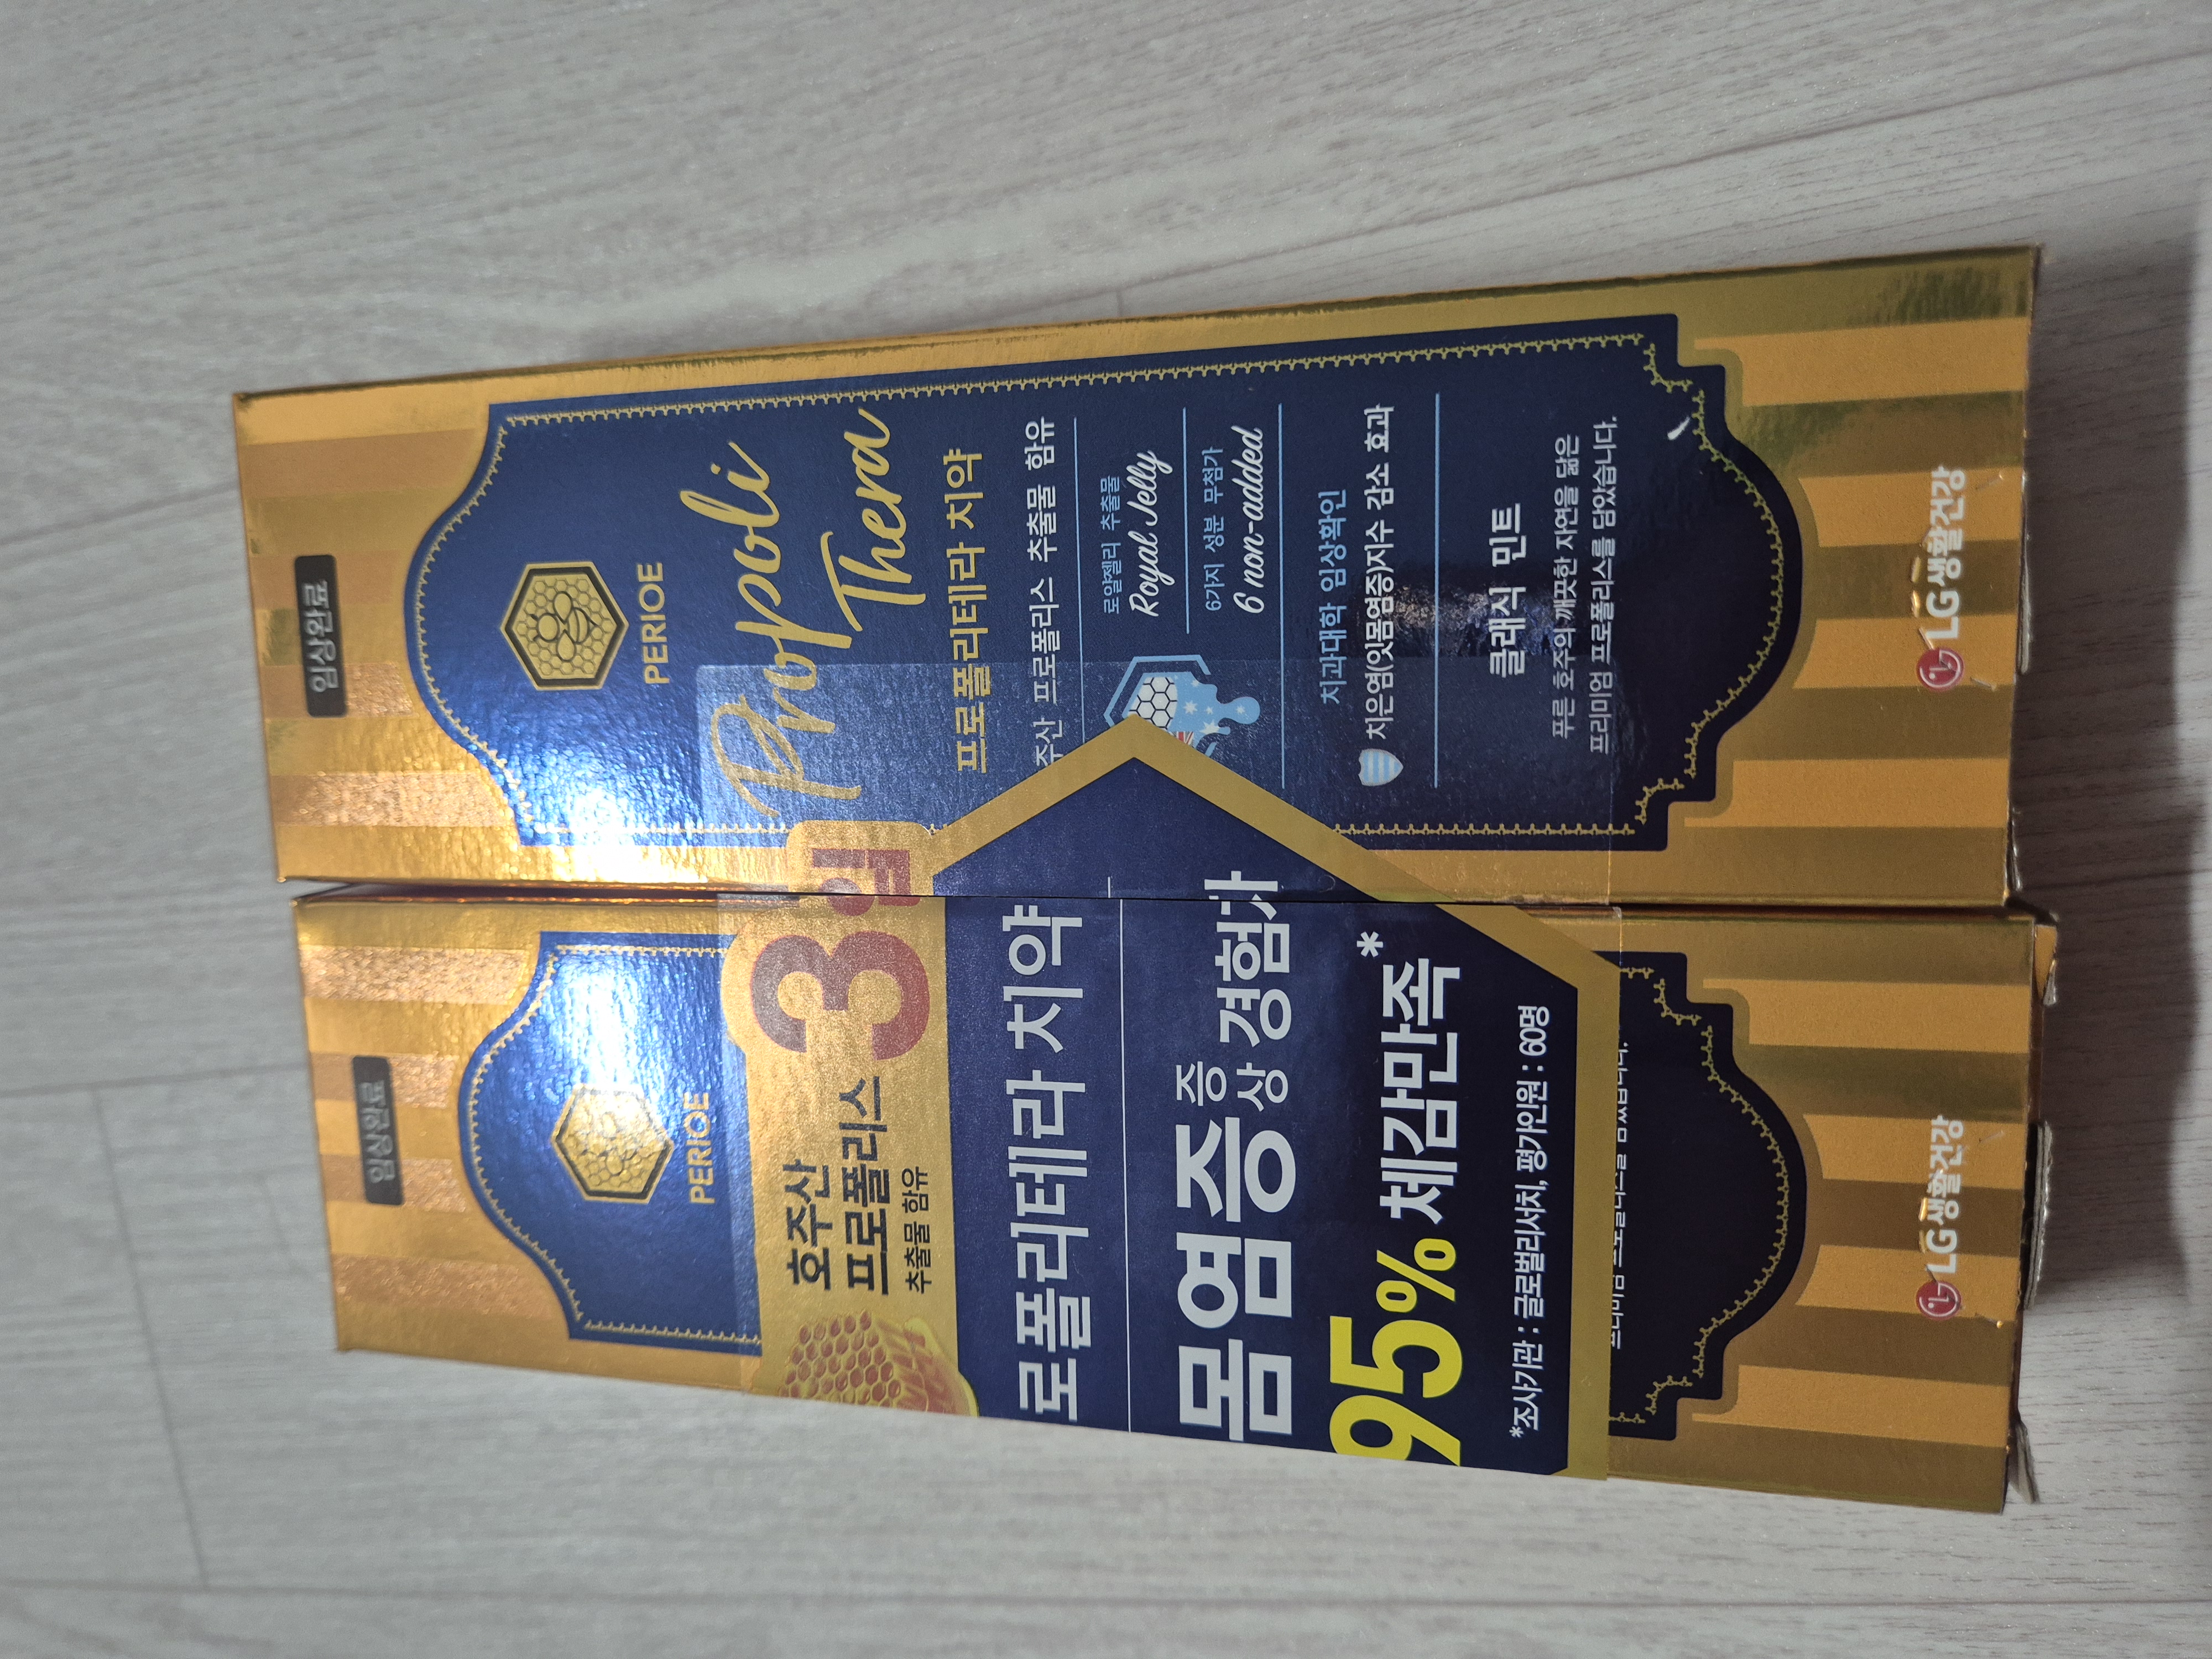 임상완료
PERIOE
Propoli
Thera
프로폴리테라 치약
주산 프로폴리스 추출물 함유
로얄젤리 추출물
Royal Jelly
6가지 성분 무첨가
6 non-added
치과대학 임상확인
치은염(잇몸염증)지수 감소 효과
클래식 민트
푸른 호주의 깨끗한 자연을 닮은
프리미엄 프로폴리스를 담았습니다.
LG생활건강
임상완료
PERIOE
호주산
프로폴리스
추출물 함유
3입
로폴리테라 치약
몸염증 증상 경험자
95% 체감만족*
*조사기관 : 글로벌리서치, 평가인원 : 60명
LG생활건강